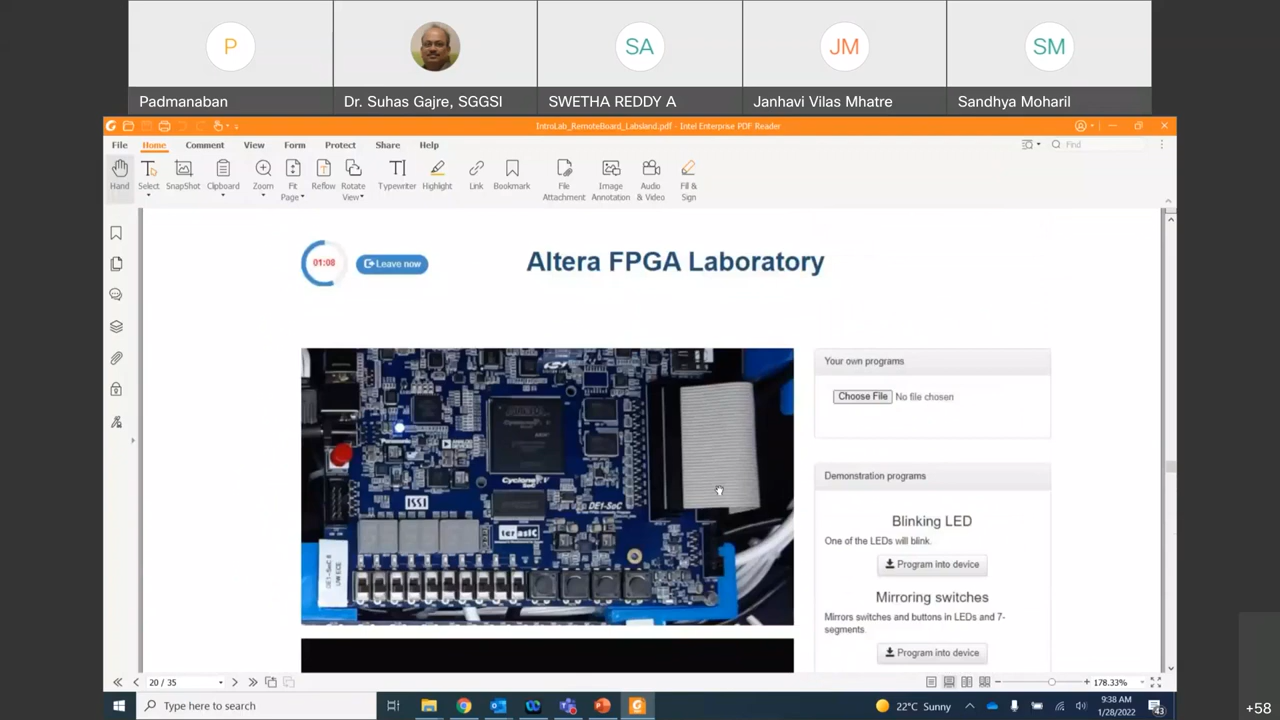 P
SA
JM
SM
Padmanaban
Dr. Suhas Gajre, SGGSI
SWETHA REDDY A
Janhavi Vilas Mhatre
Sandhya Moharil
IntroLab_RemoteBoard_Labsland.pdf - Intel Enterprise PDF Reader
File
Home
Comment
View
Form
Protect
Share
Help
Find
Hand
Select
SnapShot
Clipboard
Zoom
Fit Page
Reflow
Rotate View
Typewriter
Highlight
Link
Bookmark
File Attachment
Image Annotation
Audio & Video
Fill & Sign
01:08
Leave now
Altera FPGA Laboratory
Your own programs
Choose File No file chosen
Demonstration programs
Blinking LED
One of the LEDs will blink.
Program into device
Mirroring switches
Mirrors switches and buttons in LEDs and 7-
segments
Program into device
Cyclone V
SoC
ISSI
DE1-SoC
terasIC
DE1-SoC
20 / 35
178.33%
Type here to search
22°C Sunny
9:38 AM
1/28/2022
43
+58